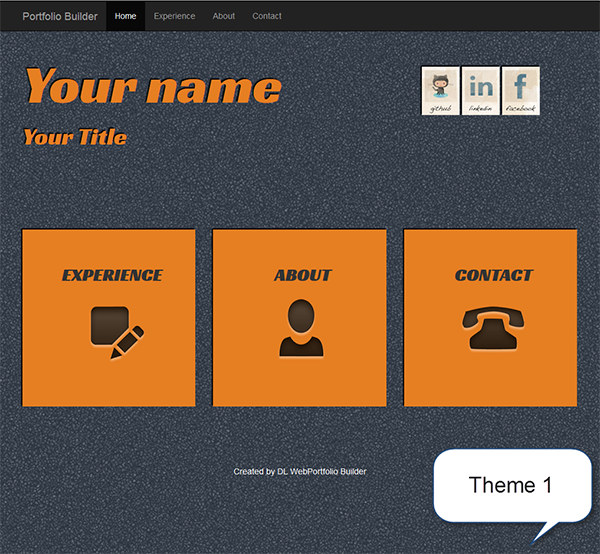 Portfolio Builder Home Experience About Contact
Your name
github linkedin facebook
Your Title
EXPERIENCE ABOUT CONTACT
Created by DL WebPortfolio Builder
Theme 1